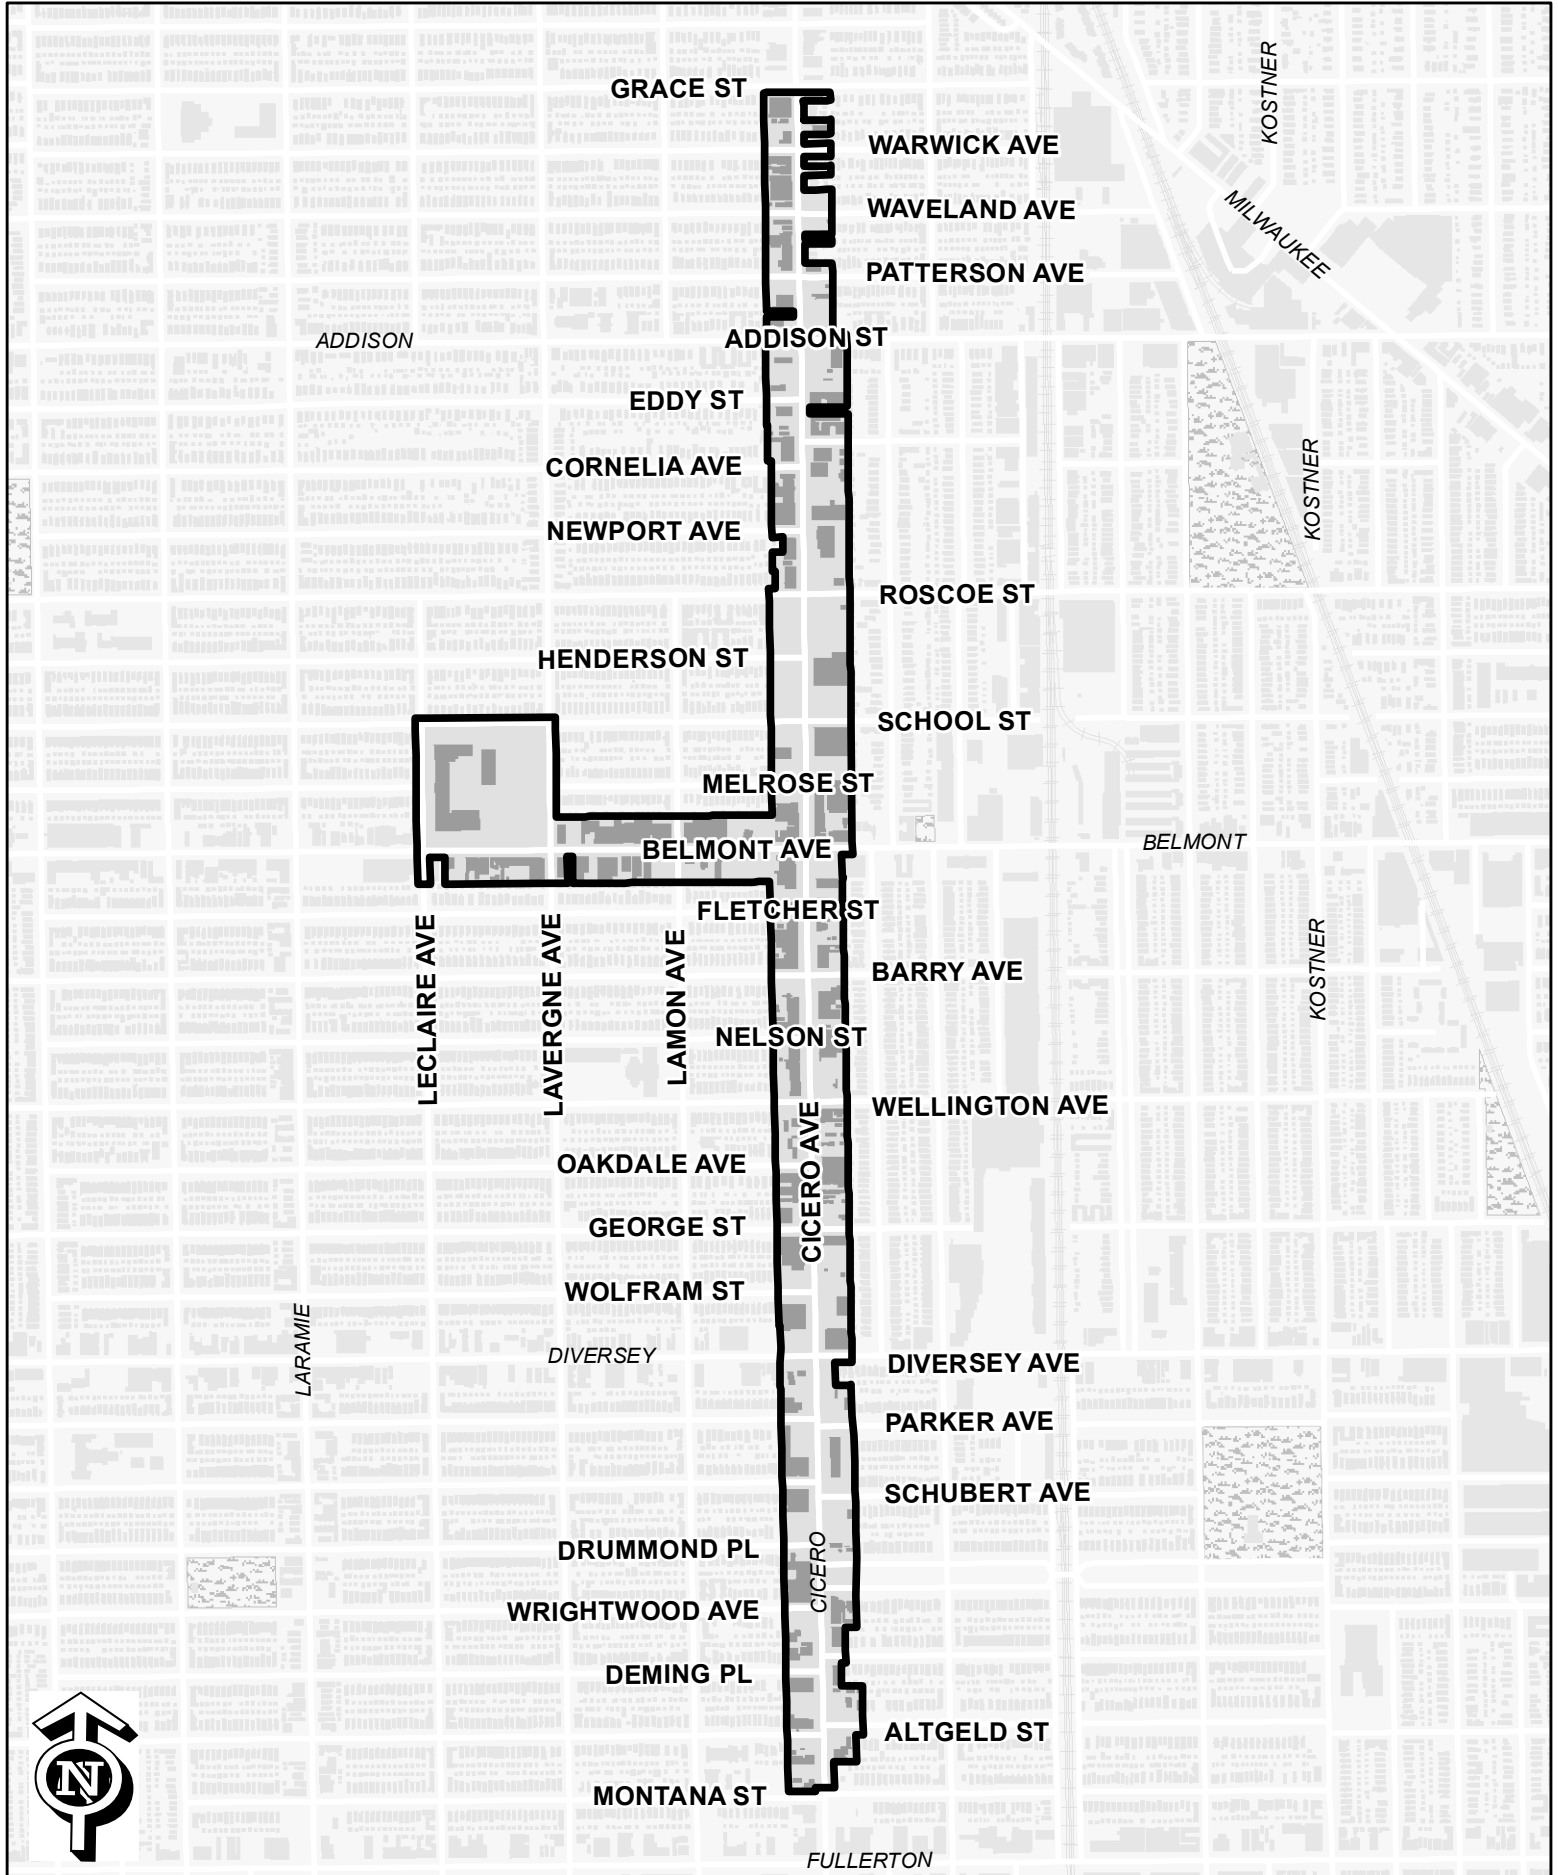 GRACE ST
KOSTNER
WARWICK AVE
WAVELAND AVE
MILWAUKEE
PATTERSON AVE
ADDISON
ADDISON ST
EDDY ST
CORNELIA AVE
KOSTNER
NEWPORT AVE
ROSCOE ST
HENDERSON ST
SCHOOL ST
MELROSE ST
BELMONT
BELMONT AVE
FLETCHER ST
LECLAIRE AVE
LAVERGNE AVE
LAMON AVE
BARRY AVE
KOSTNER
NELSON ST
WELLINGTON AVE
CICERO AVE
OAKDALE AVE
GEORGE ST
WOLFRAM ST
LARAMIE
DIVERSEY
DIVERSEY AVE
PARKER AVE
SCHUBERT AVE
DRUMMOND PL
CICERO
WRIGHTWOOD AVE
DEMING PL
ALTGELD ST
N
MONTANA ST
FULLERTON